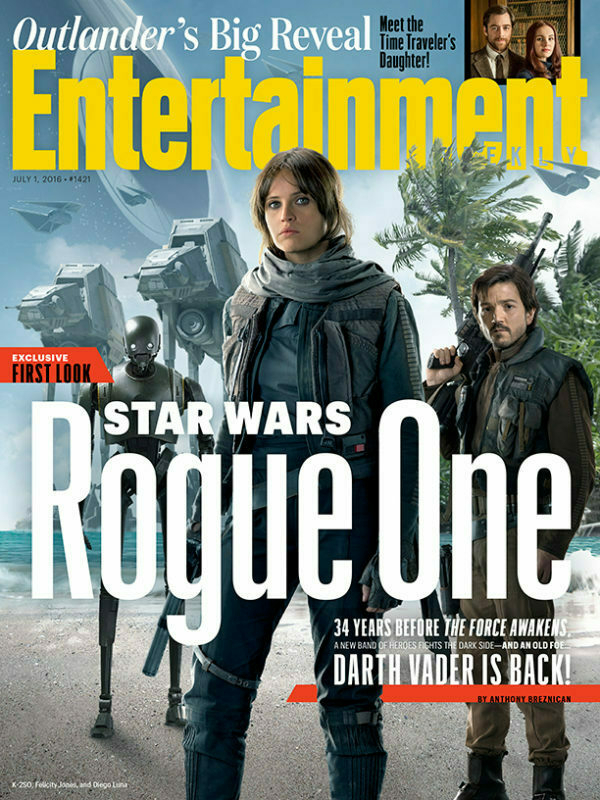 Outlander's Big Reveal
Meet the
Time Traveler's
Daughter!
Entertainment
WEEKLY
JULY 1, 2016 • #1421
EXCLUSIVE
FIRST LOOK
STAR WARS
Rogue One
34 YEARS BEFORE THE FORCE AWAKENS,
A NEW BAND OF HEROES FIGHTS THE DARK SIDE—AND AN OLD FOE...
DARTH VADER IS BACK!
BY ANTHONY BREZNICAN
K-2SO, Felicity Jones, and Diego Luna